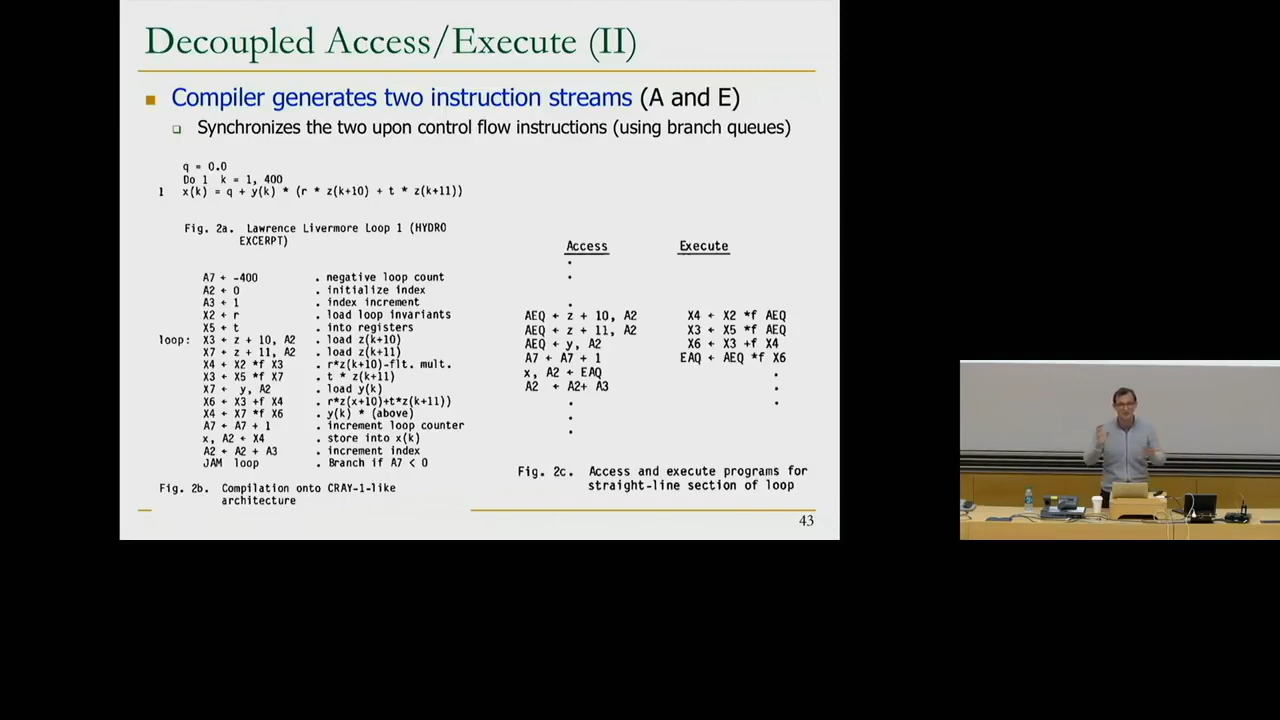 Decoupled Access/Execute (II)
Compiler generates two instruction streams (A and E)
Synchronizes the two upon control flow instructions (using branch queues)
q = 0.0
Do 1 k = 1, 400
1 x(k) = q + y(k) * (r * z(k+10) + t * z(k+11))
Fig. 2a. Lawrence Livermore Loop 1 (HYDRO
EXCERPT)
A7 ← -400 . negative loop count
A2 ← 0 . initialize index
A3 ← 1 . index increment
X2 ← r . load loop invariants
X5 ← t . into registers
loop: X3 ← z + 10, A2 . load z(k+10)
X7 ← z + 11, A2 . load z(k+11)
X4 ← X2 *f X3 . r*z(k+10)-flt. mult.
X3 ← X5 *f X7 . t * z(k+11)
X7 ← y, A2 . load y(k)
X6 ← X3 +f X4 . r*z(x+10)+t*z(k+11))
X4 ← X7 *f X6 . y(k) * (above)
A7 ← A7 + 1 . increment loop counter
x, A2 ← X4 . store into x(k)
A2 ← A2 + A3 . increment index
JAM loop . Branch if A7 < 0
Fig. 2b. Compilation onto CRAY-1-like
architecture
Access Execute
.
.
.
AEQ ← z + 10, A2 X4 ← X2 *f AEQ
AEQ ← z + 11, A2 X3 ← X5 *f AEQ
AEQ ← y, A2 X6 ← X3 +f X4
A7 ← A7 + 1 EAQ ← AEQ *f X6
x, A2 ← EAQ .
A2 ← A2+ A3 .
. .
.
.
Fig. 2c. Access and execute programs for
straight-line section of loop
43